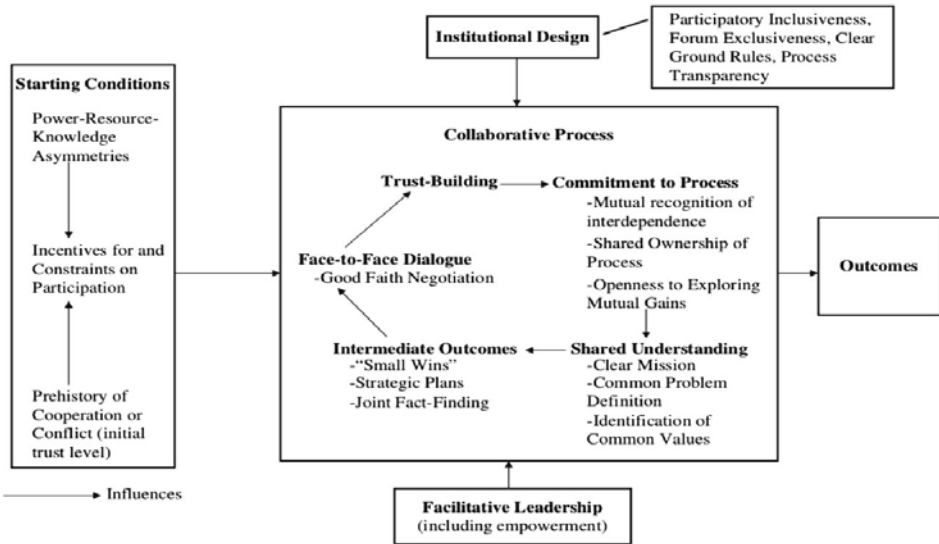 Institutional Design
Participatory Inclusiveness,
Forum Exclusiveness, Clear
Ground Rules, Process
Transparency
Starting Conditions
Power-Resource-
Knowledge
Asymmetries
Incentives for and
Constraints on
Participation
Prehistory of
Cooperation or
Conflict (initial
trust level)
Influences
Collaborative Process
Trust-Building
Commitment to Process
-Mutual recognition of
interdependence
-Shared Ownership of
Process
-Openness to Exploring
Mutual Gains
Face-to-Face Dialogue
-Good Faith Negotiation
Intermediate Outcomes
-“Small Wins”
-Strategic Plans
-Joint Fact-Finding
Shared Understanding
-Clear Mission
-Common Problem
Definition
-Identification of
Common Values
Outcomes
Facilitative Leadership
(including empowerment)